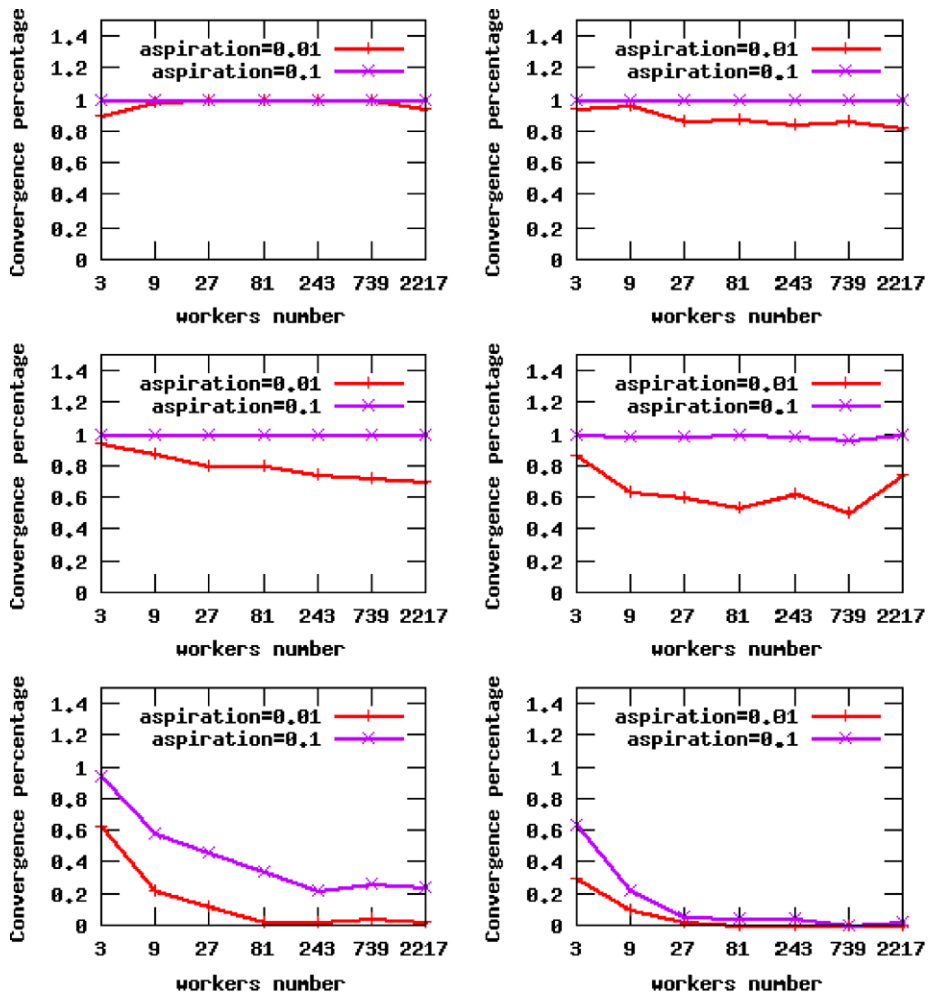 Convergence percentage
1.4
1.2
1
0.8
0.6
0.4
0.2
0
aspiration=0.01
aspiration=0.1
3 9 27 81 243 739 2217
workers number
Convergence percentage
1.4
1.2
1
0.8
0.6
0.4
0.2
0
aspiration=0.01
aspiration=0.1
3 9 27 81 243 739 2217
workers number
Convergence percentage
1.4
1.2
1
0.8
0.6
0.4
0.2
0
aspiration=0.01
aspiration=0.1
3 9 27 81 243 739 2217
workers number
Convergence percentage
1.4
1.2
1
0.8
0.6
0.4
0.2
0
aspiration=0.01
aspiration=0.1
3 9 27 81 243 739 2217
workers number
Convergence percentage
1.4
1.2
1
0.8
0.6
0.4
0.2
0
aspiration=0.01
aspiration=0.1
3 9 27 81 243 739 2217
workers number
Convergence percentage
1.4
1.2
1
0.8
0.6
0.4
0.2
0
aspiration=0.01
aspiration=0.1
3 9 27 81 243 739 2217
workers number